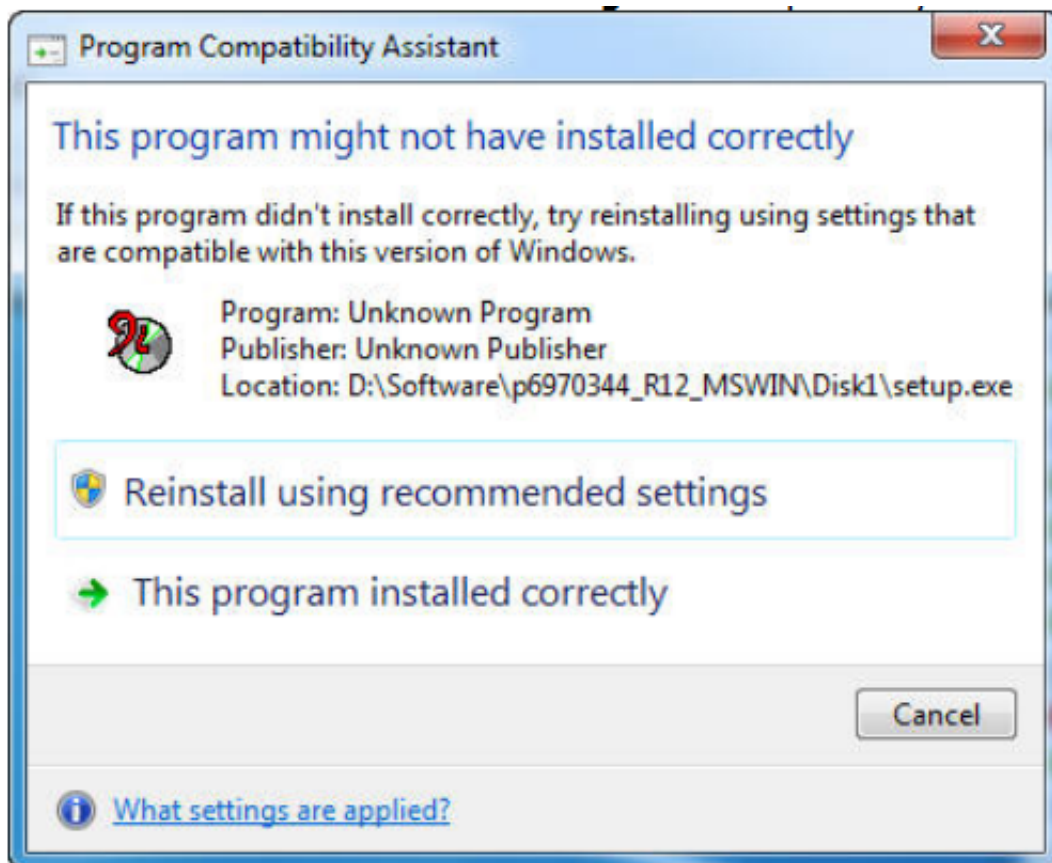 Program Compatibility Assistant
This program might not have installed correctly
If this program didn't install correctly, try reinstalling using settings that
are compatible with this version of Windows.
Program: Unknown Program
Publisher: Unknown Publisher
Location: D:\Software\p6970344_R12_MSWIN\Disk1\setup.exe
Reinstall using recommended settings
This program installed correctly
Cancel
What settings are applied?